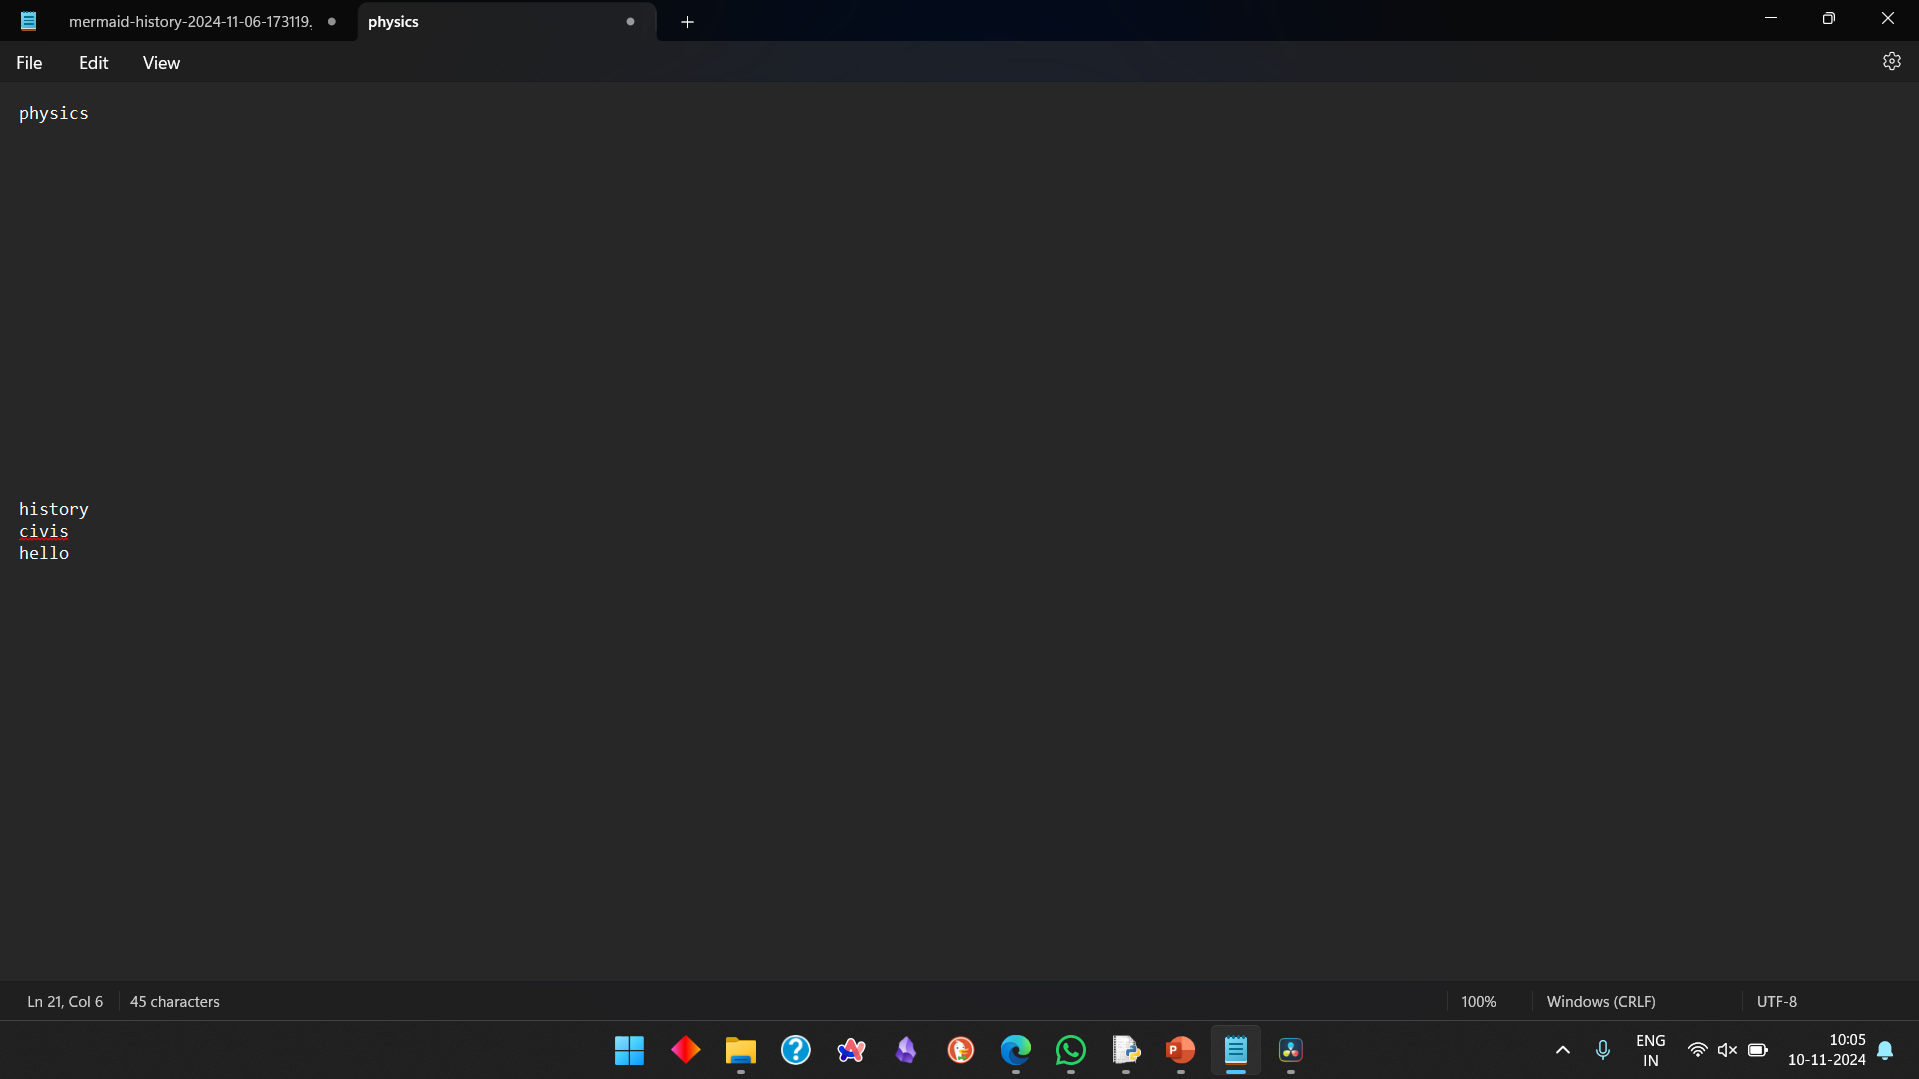 mermaid-history-2024-11-06-173119.
physics
File Edit View
physics
history
civis
hello
Ln 21, Col 6 45 characters 100% Windows (CRLF) UTF-8
P
ENG
IN
10:05
10-11-2024